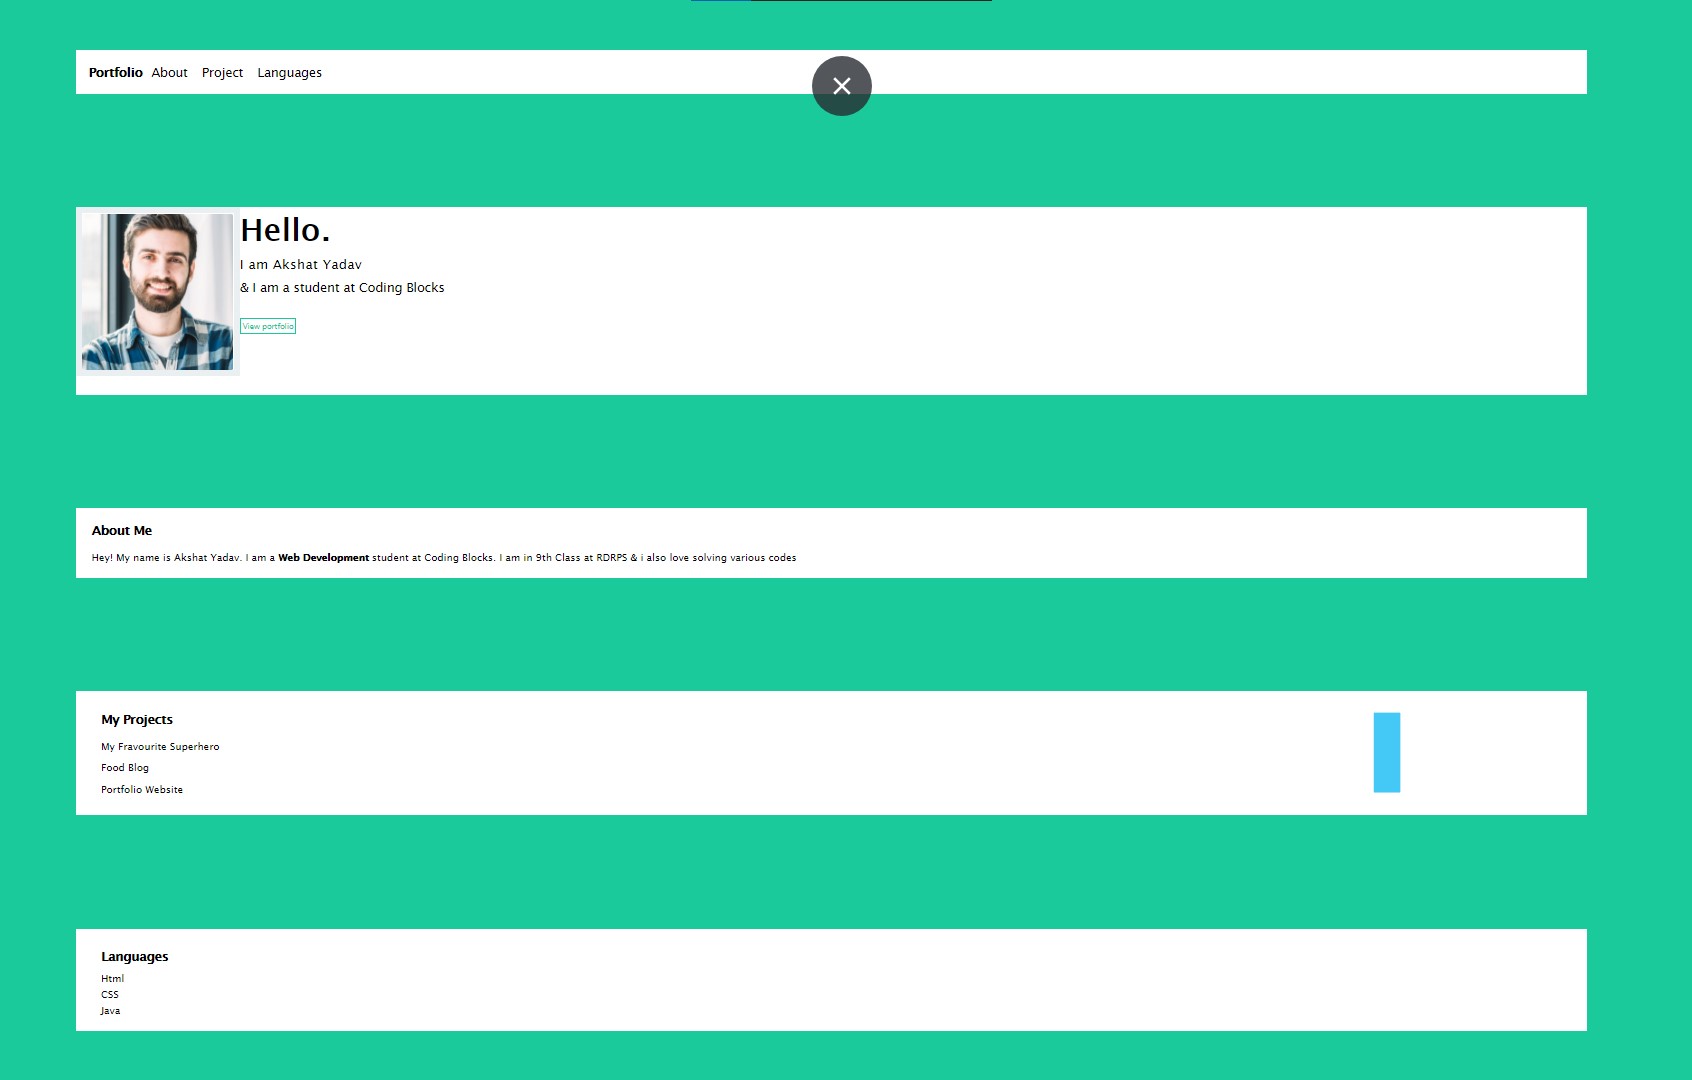 Portfolio About Project Languages
Hello.
I am Akshat Yadav
& I am a student at Coding Blocks
View portfolio
About Me
Hey! My name is Akshat Yadav. I am a Web Development student at Coding Blocks. I am in 9th Class at RDRPS & i also love solving various codes
My Projects
My Fravourite Superhero
Food Blog
Portfolio Website
Languages
Html
CSS
Java